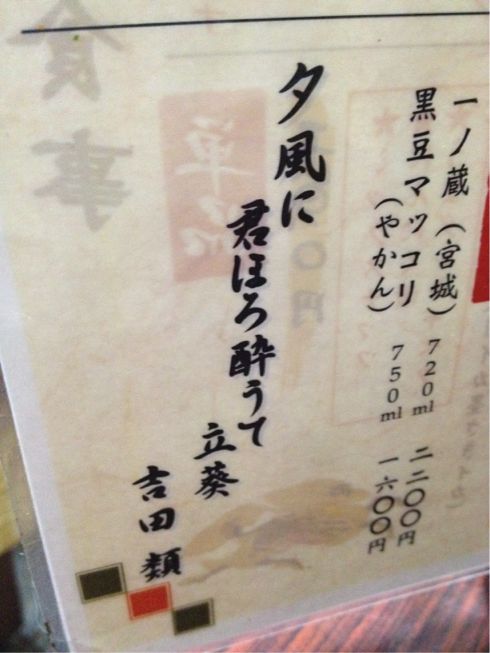 一ノ蔵(宮城) 720ml 二二〇〇円
黒豆マッコリ(やかん) 750ml 一六〇〇円
夕風に
君ほろ酔うて
立葵
吉田類
食事